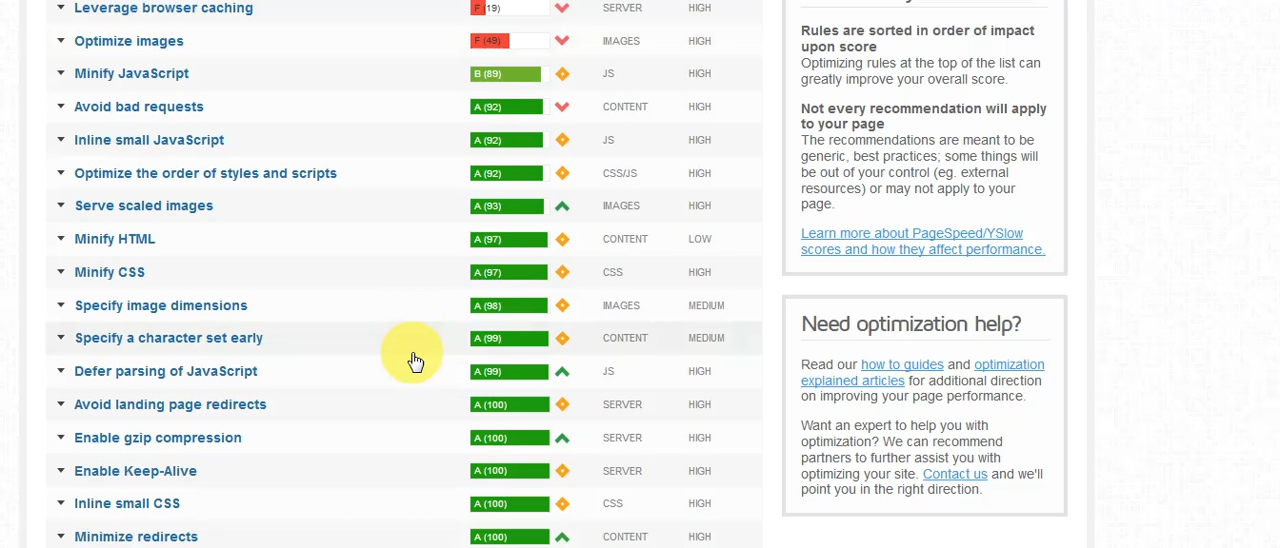 Leverage browser caching F (19) SERVER HIGH
Optimize images F (49) IMAGES HIGH
Minify JavaScript B (89) JS HIGH
Avoid bad requests A (92) CONTENT HIGH
Inline small JavaScript A (92) JS HIGH
Optimize the order of styles and scripts A (92) CSS/JS HIGH
Serve scaled images A (93) IMAGES HIGH
Minify HTML A (97) CONTENT LOW
Minify CSS A (97) CSS HIGH
Specify image dimensions A (98) IMAGES MEDIUM
Specify a character set early A (99) CONTENT MEDIUM
Defer parsing of JavaScript A (99) JS HIGH
Avoid landing page redirects A (100) SERVER HIGH
Enable gzip compression A (100) SERVER HIGH
Enable Keep-Alive A (100) SERVER HIGH
Inline small CSS A (100) CSS HIGH
Minimize redirects A (100) CONTENT HIGH
Rules are sorted in order of impact
upon score
Optimizing rules at the top of the list can
greatly improve your overall score.
Not every recommendation will apply
to your page
The recommendations are meant to be
generic, best practices; some things will
be out of your control (eg. external
resources) or may not apply to your
page.
Learn more about PageSpeed/YSlow
scores and how they affect performance.
Need optimization help?
Read our how to guides and optimization
explained articles for additional direction
on improving your page performance.
Want an expert to help you with
optimization? We can recommend
partners to further assist you with
optimizing your site. Contact us and we'll
point you in the right direction.